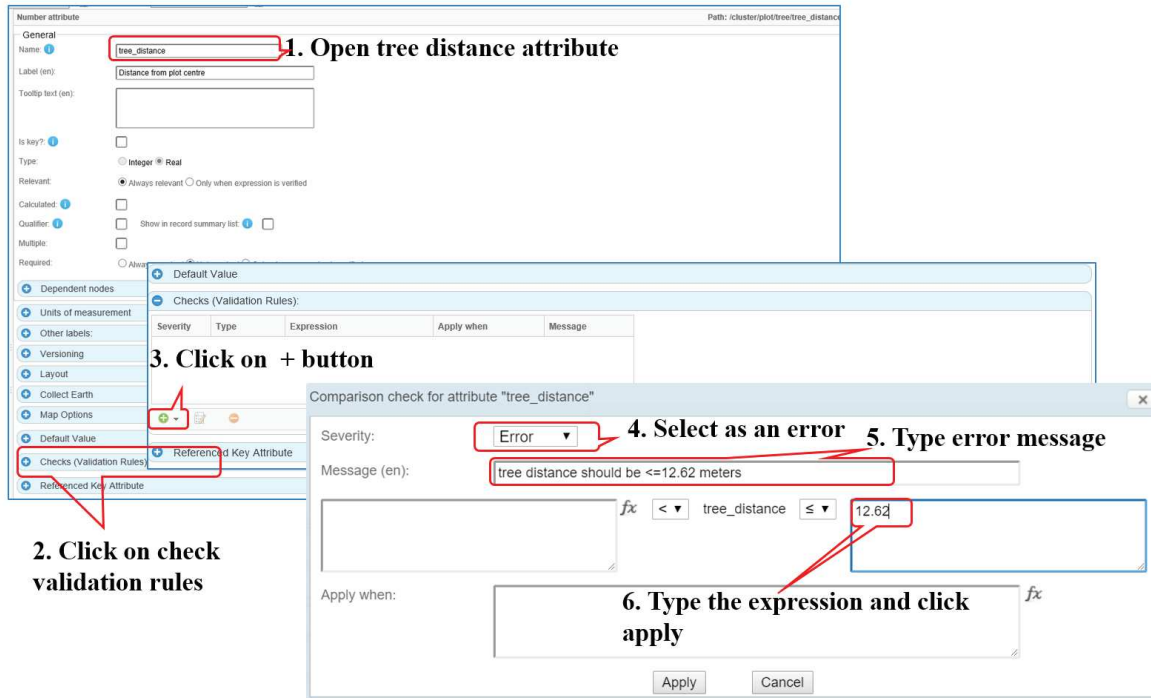 Number attribute
Path: /cluster/plot/tree/tree_distance
General
Name:
tree_distance
1. Open tree distance attribute
Label (en):
Distance from plot centre
Tooltip text (en):
Is key?:
Type:
Integer Real
Relevant:
Always relevant Only when expression is verified
Calculated:
Qualifier:
Show in record summary list:
Multiple:
Required:
Dependent nodes
Units of measurement
Other labels:
Versioning
Layout
Collect Earth
Map Options
Default Value
Checks (Validation Rules)
Referenced Key Attribute
Default Value
Checks (Validation Rules):
Severity Type Expression Apply when Message
3. Click on + button
Referenced Key Attribute
2. Click on check
validation rules
Comparison check for attribute "tree_distance"
Severity:
Error
4. Select as an error
5. Type error message
Message (en):
tree distance should be <=12.62 meters
fx < tree_distance ≤ 12.62
Apply when:
fx
6. Type the expression and click
apply
Apply Cancel